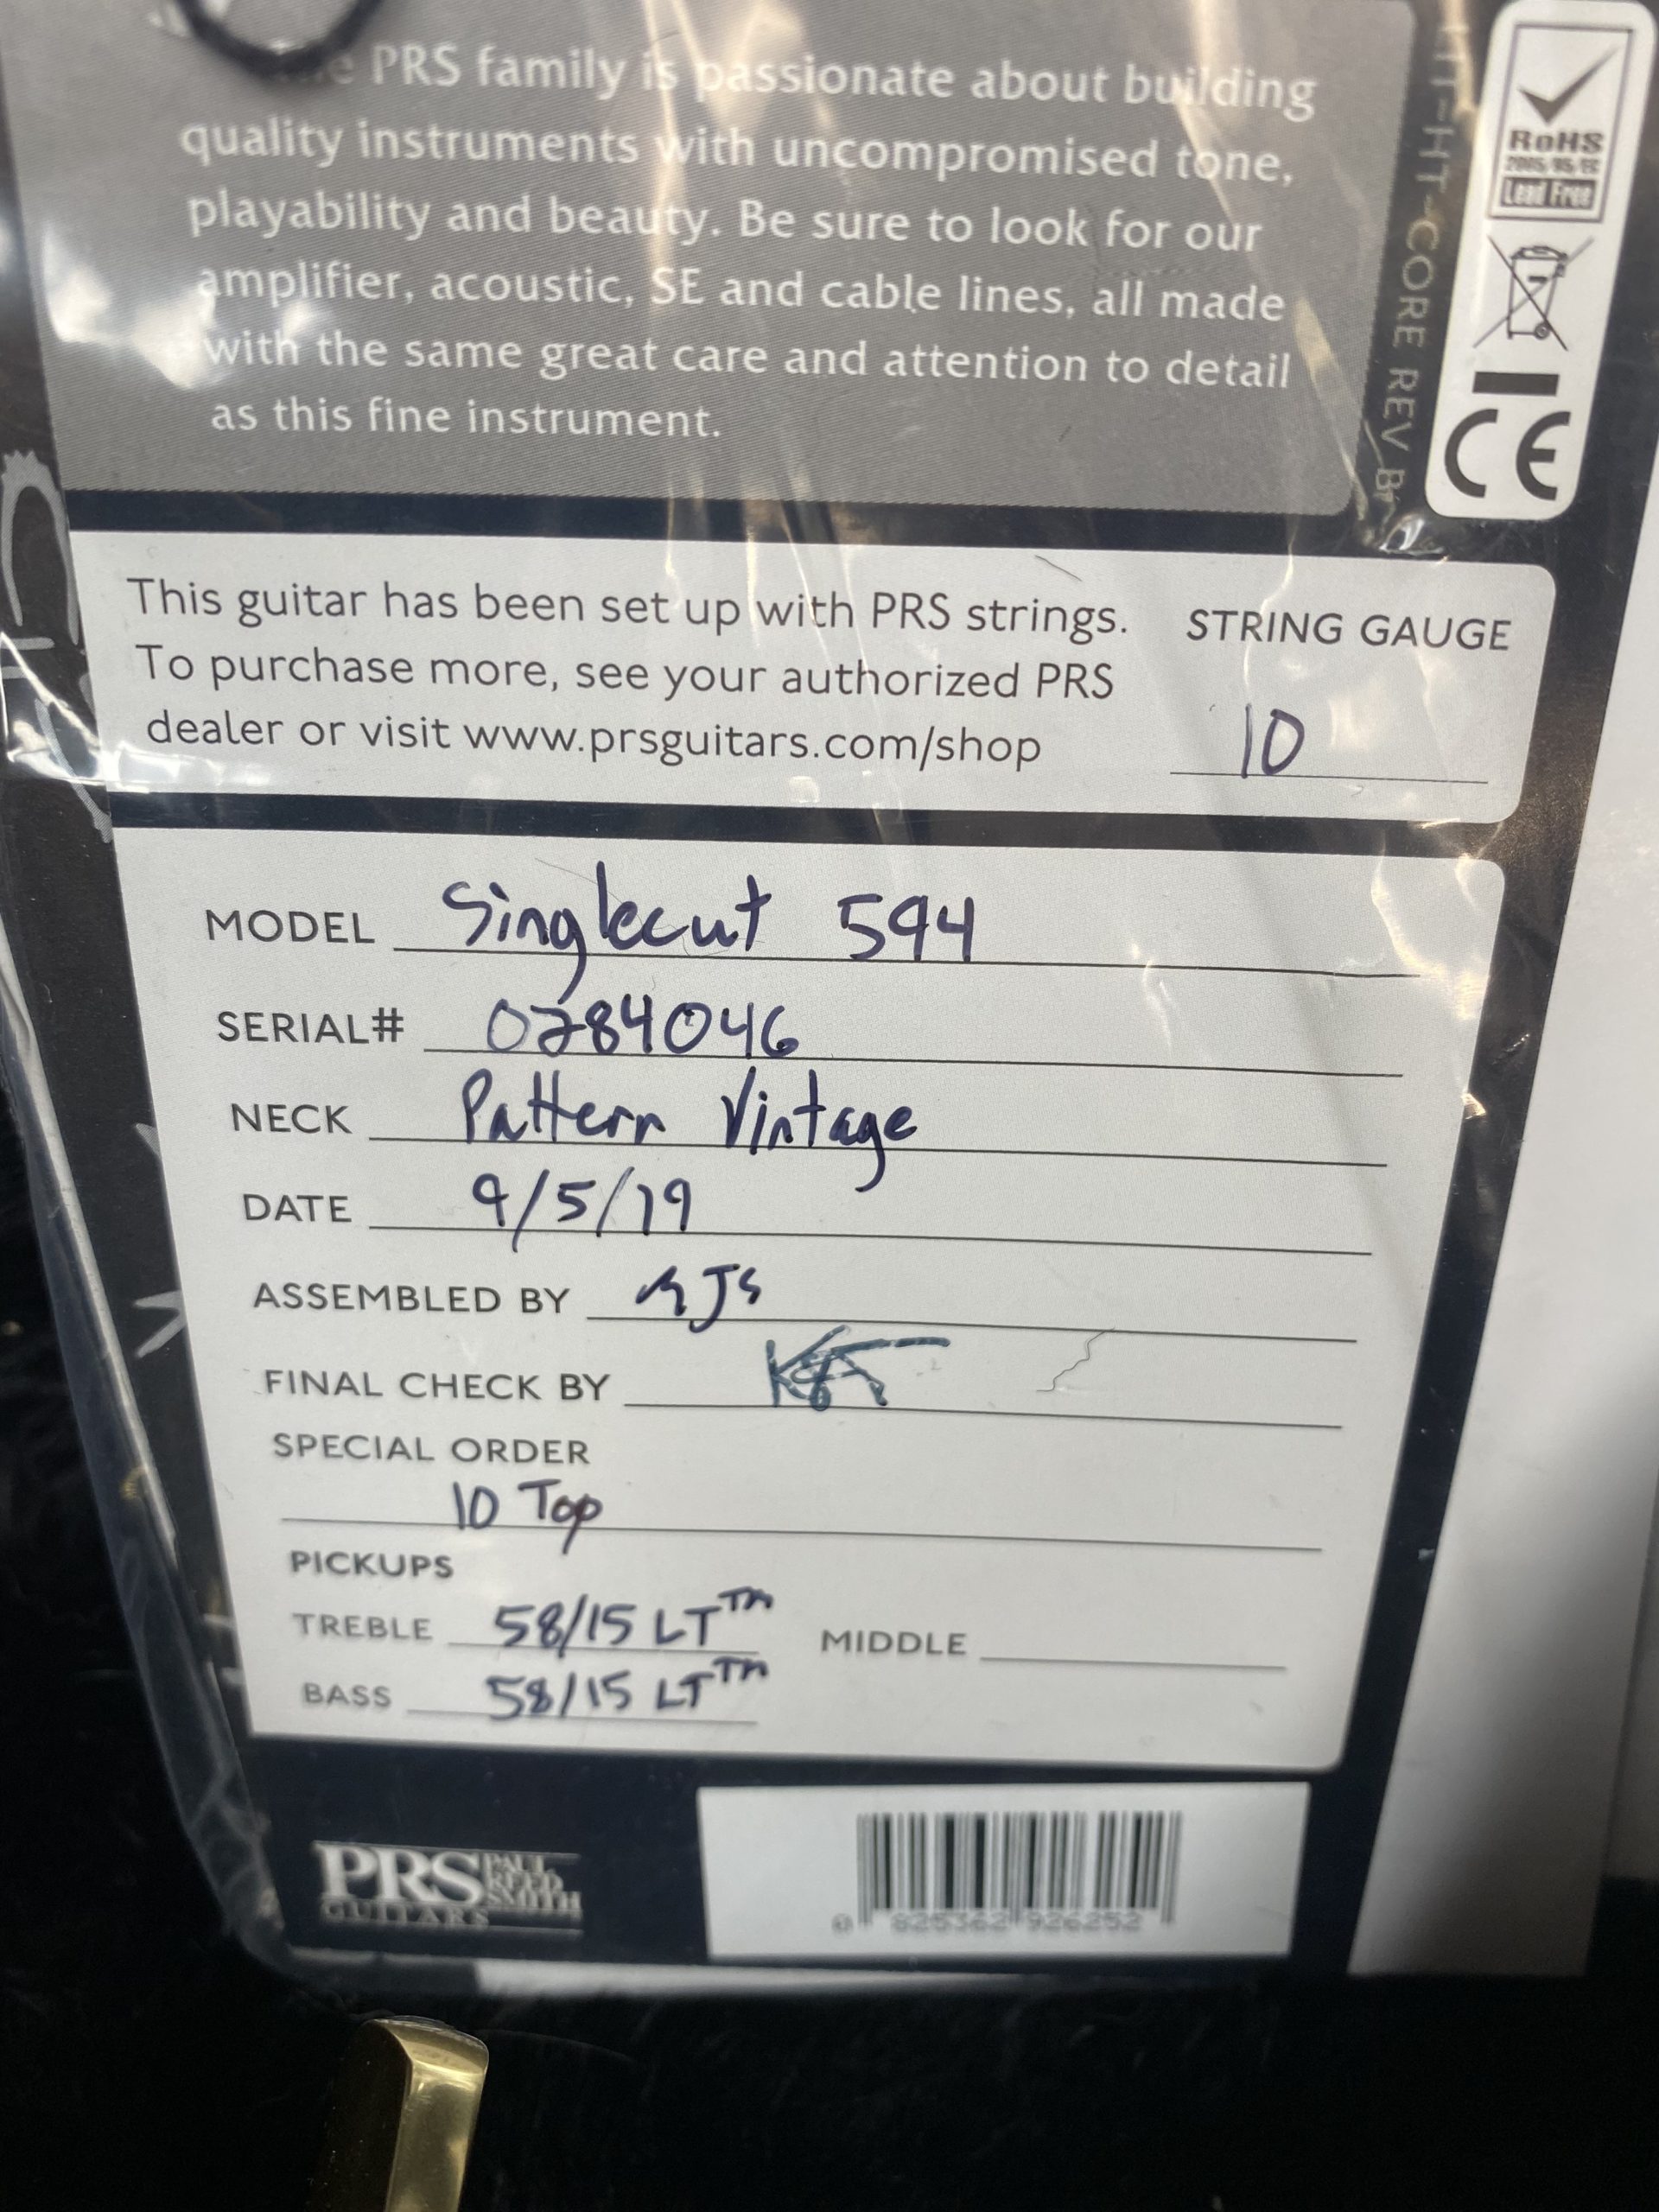 PRS family is passionate about building
quality instruments with uncompromised tone,
playability and beauty. Be sure to look for our
amplifier, acoustic, SE and cable lines, all made
with the same great care and attention to detail
as this fine instrument.
HT-CORE REV B
RoHS
Lead Free
CE
This guitar has been set up with PRS strings.
To purchase more, see your authorized PRS
dealer or visit www.prsguitars.com/shop
STRING GAUGE
10
MODEL Singlecut 594
SERIAL# 0284046
NECK Pattern Vintage
DATE 9/5/19
ASSEMBLED BY
FINAL CHECK BY
SPECIAL ORDER
10 Top
PICKUPS
TREBLE 58/15 LT™ MIDDLE
BASS 58/15 LT™
PRS PAUL REED SMITH
GUITARS
0 825362 926252